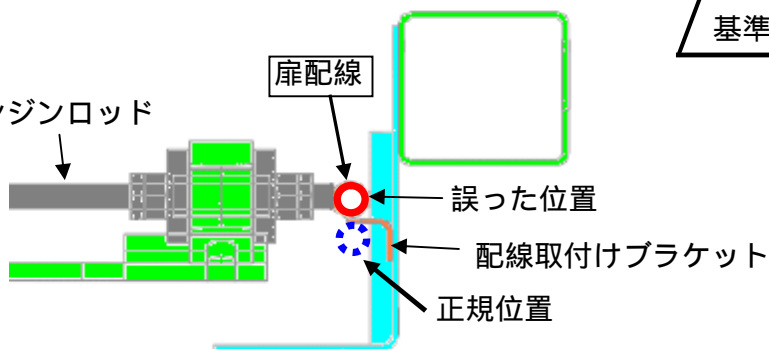 基準
扉配線
ンジンロッド
誤った位置
配線取付けブラケット
正規位置